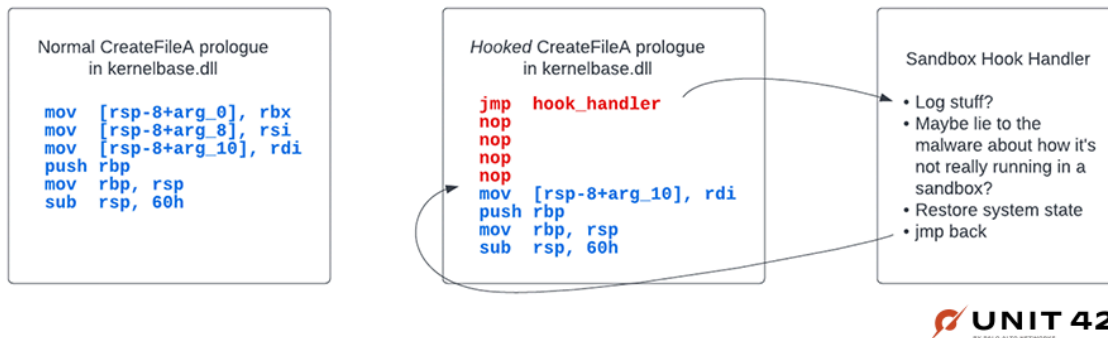 Normal CreateFileA prologue
in kernelbase.dll
mov [rsp-8+arg_0], rbx
mov [rsp-8+arg_8], rsi
mov [rsp-8+arg_10], rdi
push rbp
mov rbp, rsp
sub rsp, 60h
Hooked CreateFileA prologue
in kernelbase.dll
jmp hook_handler
nop
nop
nop
nop
mov [rsp-8+arg_10], rdi
push rbp
mov rbp, rsp
sub rsp, 60h
Sandbox Hook Handler
• Log stuff?
• Maybe lie to the
malware about how it's
not really running in a
sandbox?
• Restore system state
• jmp back
UNIT 42